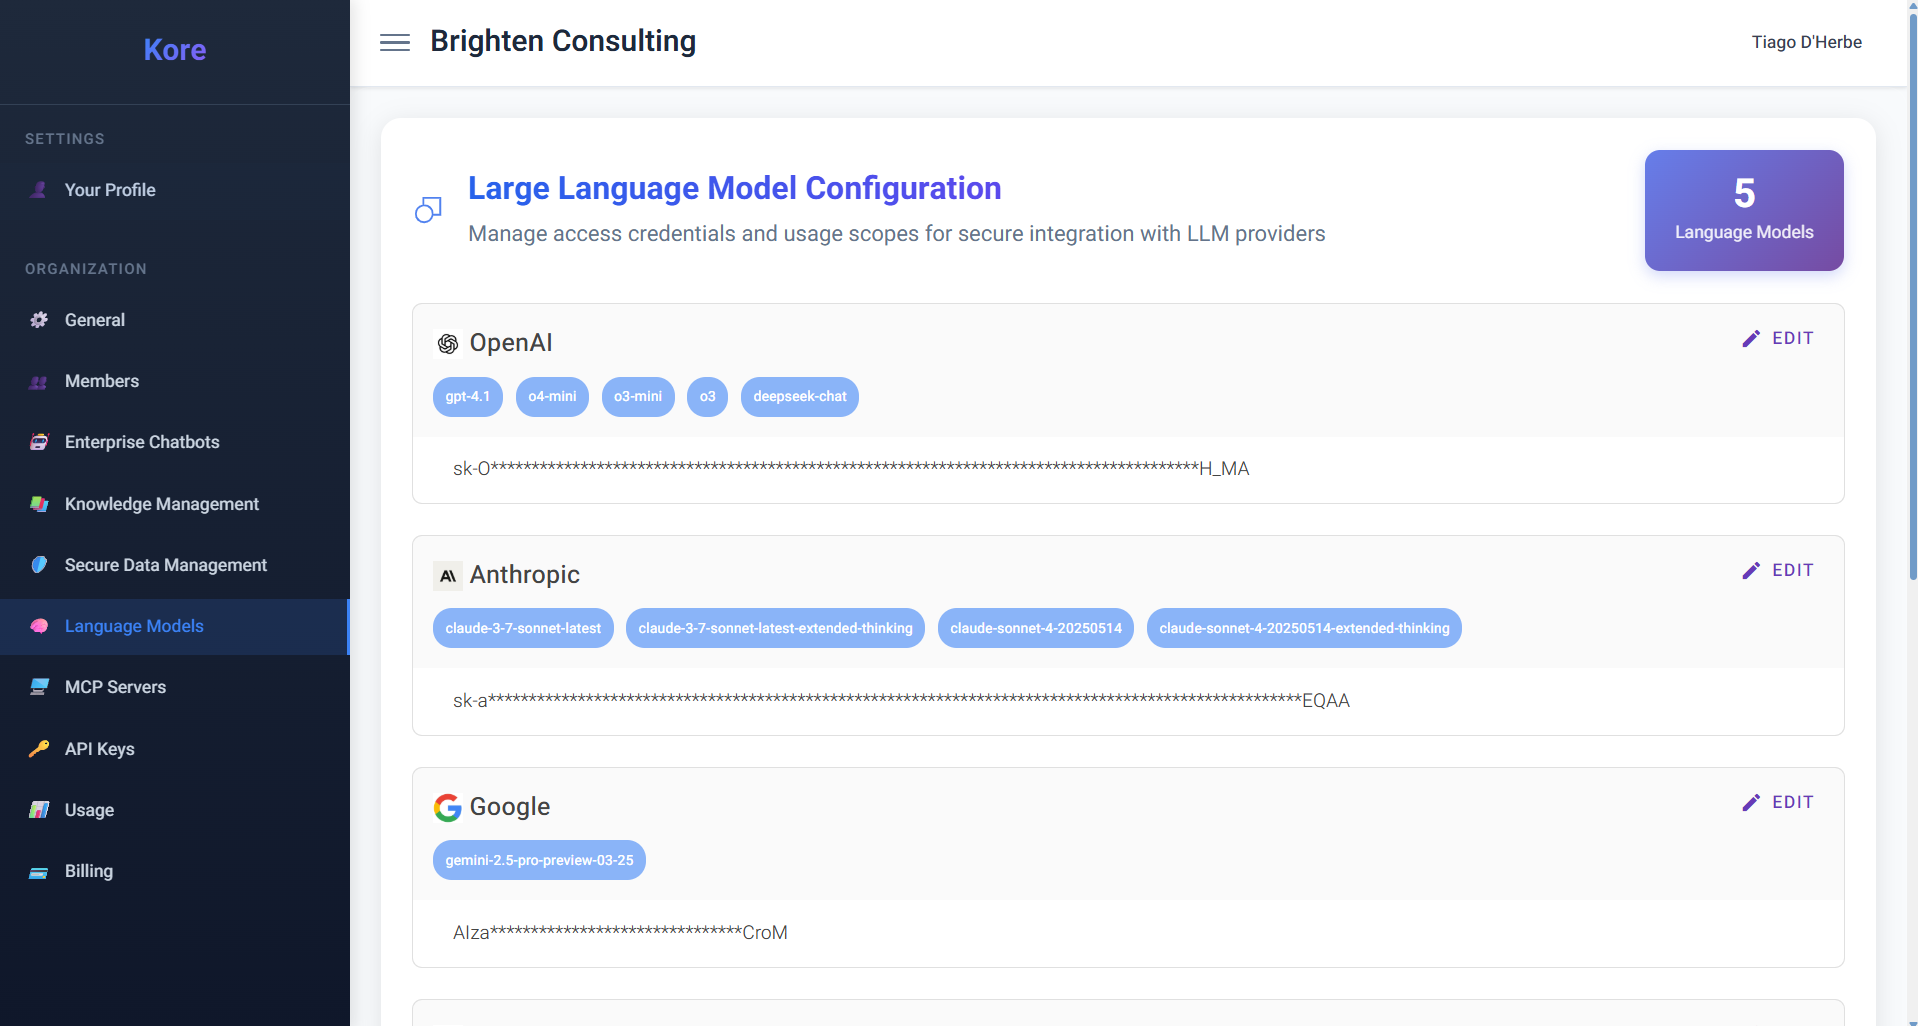 Kore
SETTINGS
Your Profile
ORGANIZATION
General
Members
Enterprise Chatbots
Knowledge Management
Secure Data Management
Language Models
MCP Servers
API Keys
Usage
Billing
Brighten Consulting
Tiago D'Herbe
Large Language Model Configuration
Manage access credentials and usage scopes for secure integration with LLM providers
5
Language Models
OpenAI
EDIT
gpt-4.1 o4-mini o3-mini o3 deepseek-chat
sk-O***************************************************************************************H_MA
Anthropic
EDIT
claude-3-7-sonnet-latest claude-3-7-sonnet-latest-extended-thinking claude-sonnet-4-20250514 claude-sonnet-4-20250514-extended-thinking
sk-a****************************************************************************************************EQAA
Google
EDIT
gemini-2.5-pro-preview-03-25
AIza*******************************CroM